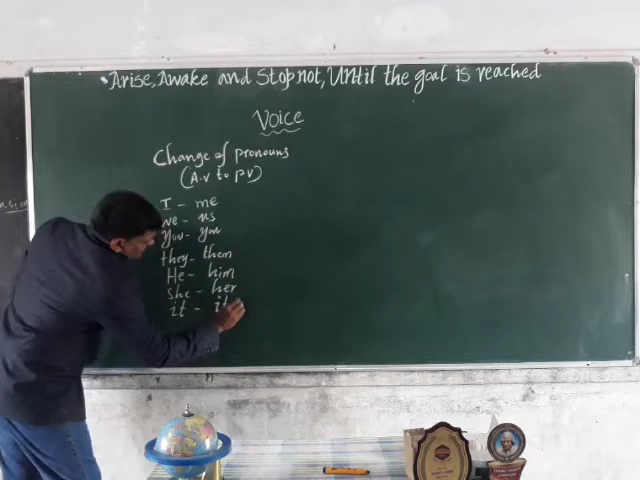 •Arise, Awake and Stop not, Until the goal is reached
Voice
Change of pronouns
(A.V to P.V)
I - me
we - us
You - you
they - them
He - him
she - her
it - it